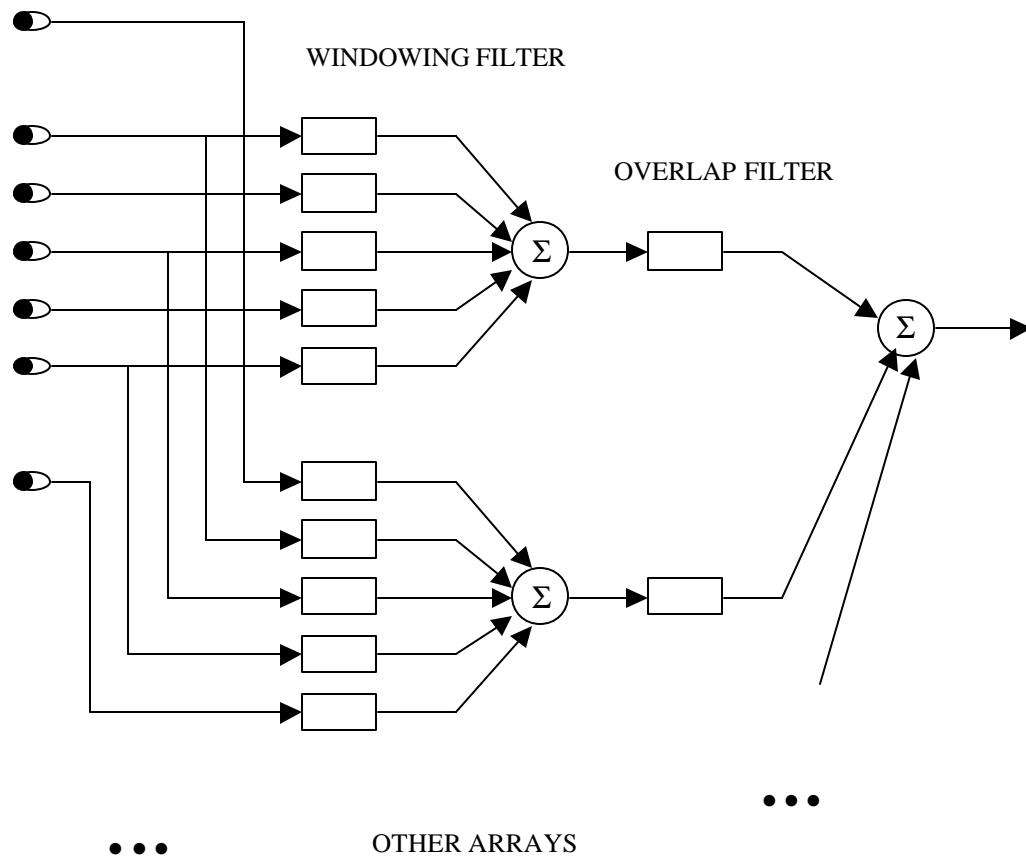 WINDOWING FILTER
OVERLAP FILTER
Σ
Σ
Σ
OTHER ARRAYS